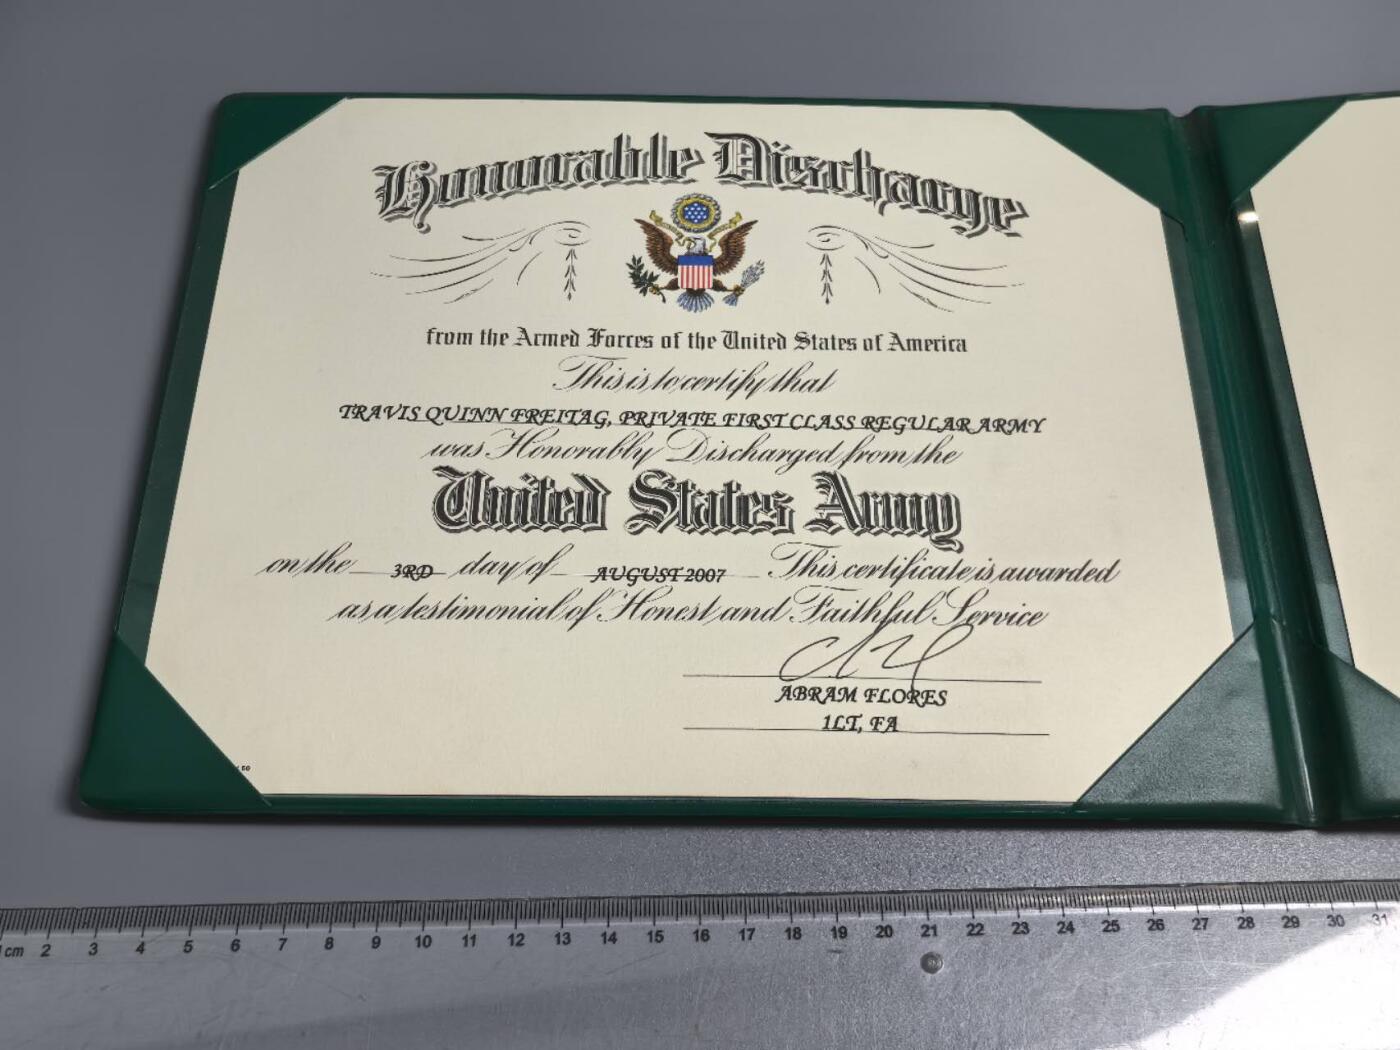 Honorable Discharge
from the Armed Forces of the United States of America
This is to certify that
TRAVIS QUINN FREITAG, PRIVATE FIRST CLASS REGULAR ARMY
was Honorably Discharged from the
United States Army
on the 3RD day of AUGUST 2007 This certificate is awarded
as a testimonial of Honest and Faithful Service
ABRAM FLORES
1LT, FA
1cm 2 3 4 5 6 7 8 9 10 11 12 13 14 15 16 17 18 19 20 21 22 23 24 25 26 27 28 29 30 31